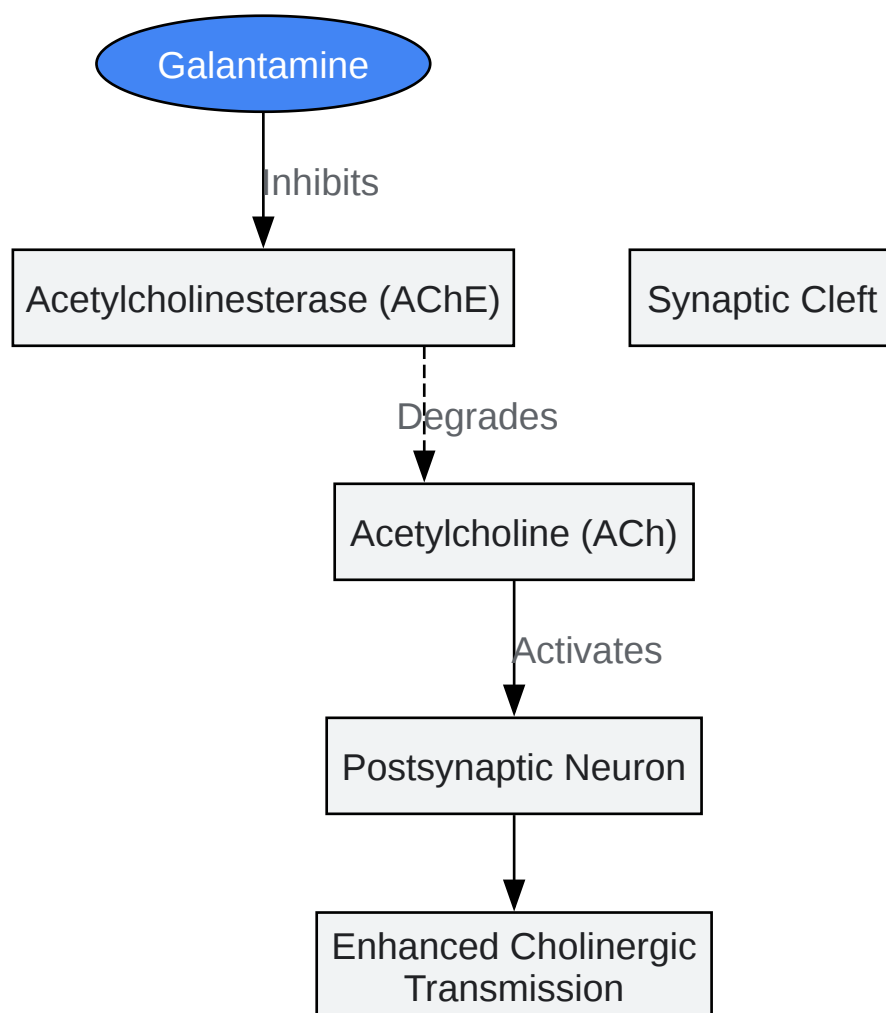 Galantamine
Inhibits
Acetylcholinesterase (AChE)
Synaptic Cleft
Degrades
Acetylcholine (ACh)
Activates
Postsynaptic Neuron
Enhanced Cholinergic
Transmission